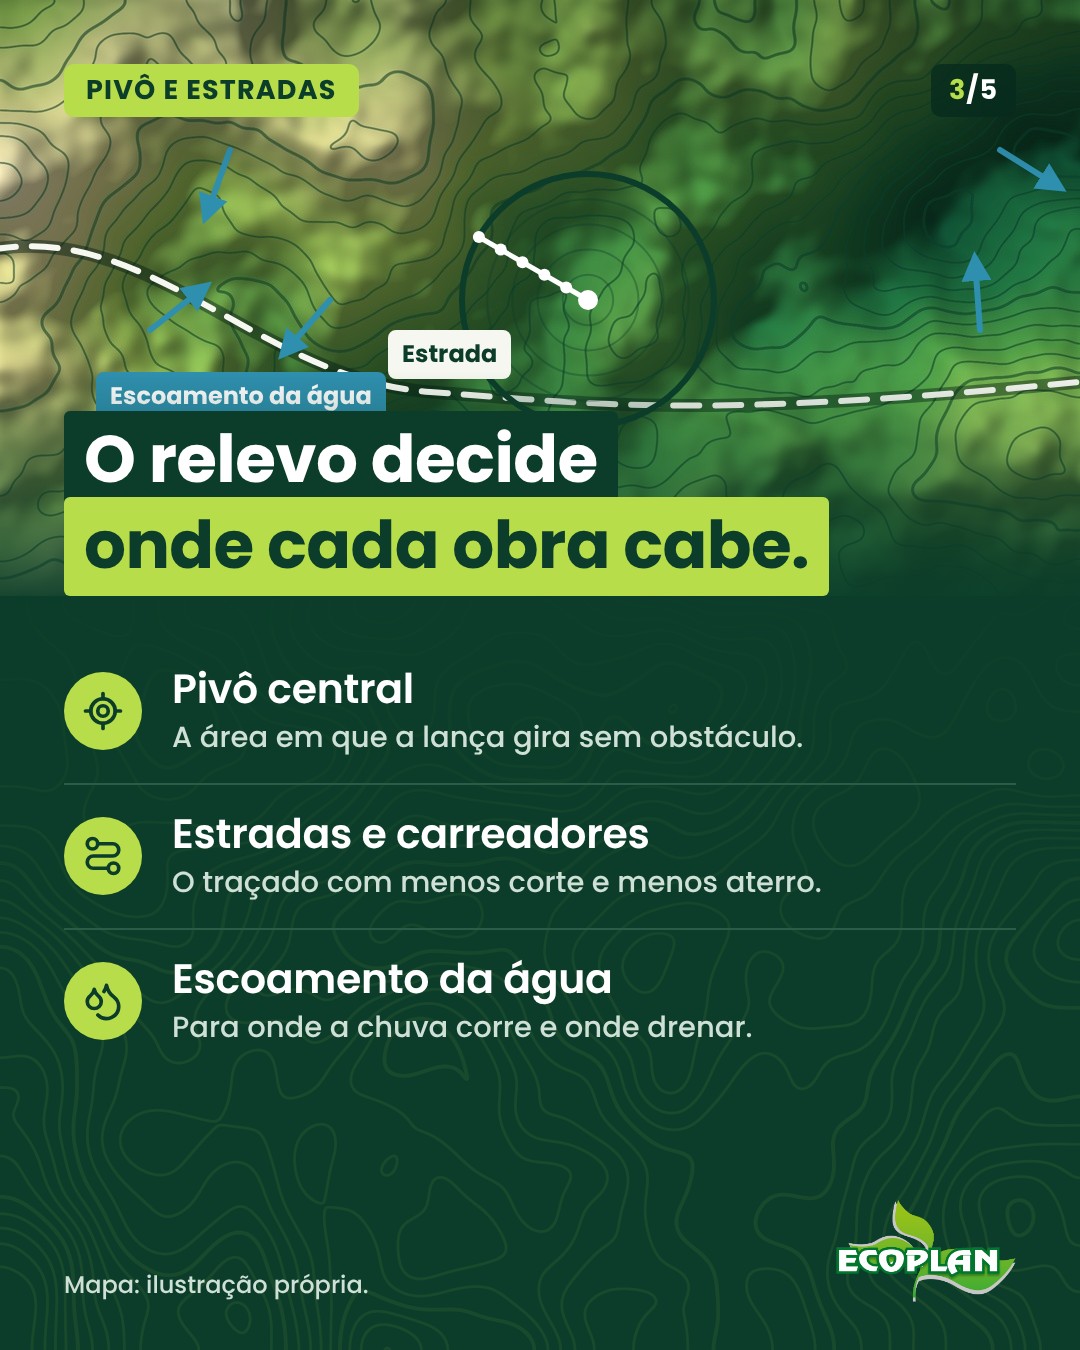 PIVÔ E ESTRADAS
3/5
Estrada
Escoamento da água
O relevo decide
onde cada obra cabe.
Pivô central
A área em que a lança gira sem obstáculo.
Estradas e carreadores
O traçado com menos corte e menos aterro.
Escoamento da água
Para onde a chuva corre e onde drenar.
Mapa: ilustração própria.
ECOPLAN